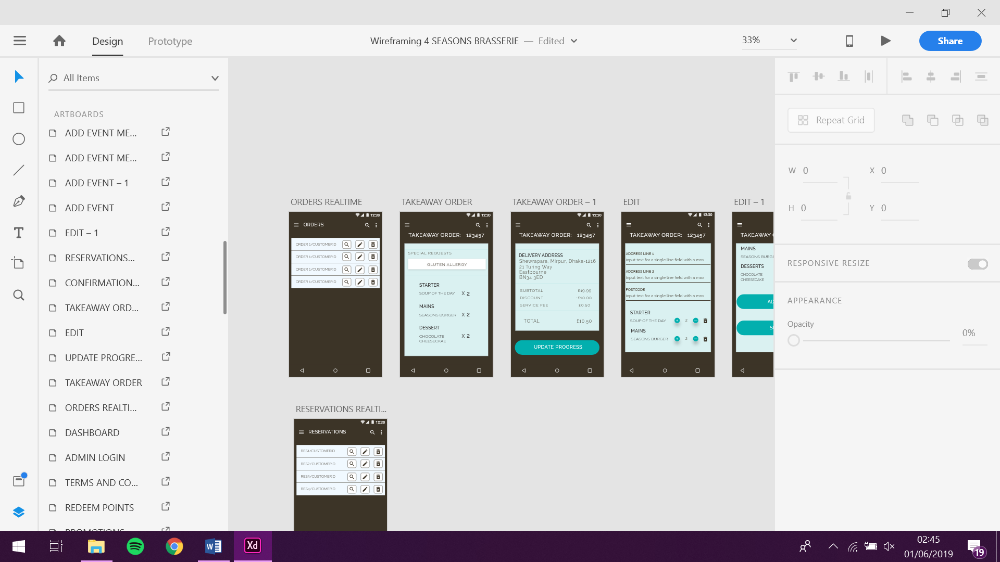 Design
Prototype
Wireframing 4 SEASONS BRASSERIE — Edited
33%
Share
All Items
ARTBOARDS
ADD EVENT ME...
ADD EVENT ME...
ADD EVENT – 1
ADD EVENT
EDIT – 1
RESERVATIONS...
CONFIRMATION...
TAKEAWAY ORD...
EDIT
UPDATE PROGRE...
TAKEAWAY ORDER
ORDERS REALTI...
DASHBOARD
ADMIN LOGIN
TERMS AND CO...
REDEEM POINTS
PROMOTIONS
ORDERS REALTIME
12:30
ORDERS
ORDER 1/CUSTOMERID
ORDER 1/CUSTOMERID
ORDER 1/CUSTOMERID
ORDER 1/CUSTOMERID
TAKEAWAY ORDER
12:30
TAKEAWAY ORDER: 123457
SPECIAL REQUESTS
GLUTEN ALLERGY
STARTER
SOUP OF THE DAY X 2
MAINS
SEASONS BURGER X 2
DESSERT
CHOCOLATE X 2
CHEESECKAE
TAKEAWAY ORDER – 1
12:30
TAKEAWAY ORDER: 123457
DELIVERY ADDRESS
Shewrapara, Mirpur, Dhaka-1216
21 Turing Way
Eastbourne
BN34 3ED
SUBTOTAL £19.99
DISCOUNT -£10.00
SERVICE FEE £0.50
TOTAL £10.50
UPDATE PROGRESS
EDIT
12:30
TAKEAWAY ORDER: 123457
ADDRESS LINE 1
Input text for a single line field with a max
ADDRESS LINE 2
Input text for a single line field with a max
POSTCODE
Input text for a single line field with a max
STARTER
SOUP OF THE DAY 2
MAINS
SEASONS BURGER 2
EDIT – 1
TAKEAWAY O
MAINS
SEASONS BURGE
DESSERTS
CHOCOLATE
CHEESECAKE
AD
S
RESERVATIONS REALTI...
12:30
RESERVATIONS
RES1/CUSTOMERID
RES2/CUSTOMERID
RES3/CUSTOMERID
RES4/CUSTOMERID
Repeat Grid
W 0 X 0
H 0 Y 0
RESPONSIVE RESIZE
APPEARANCE
Opacity
0%
W
Xd
02:45
01/06/2019
19